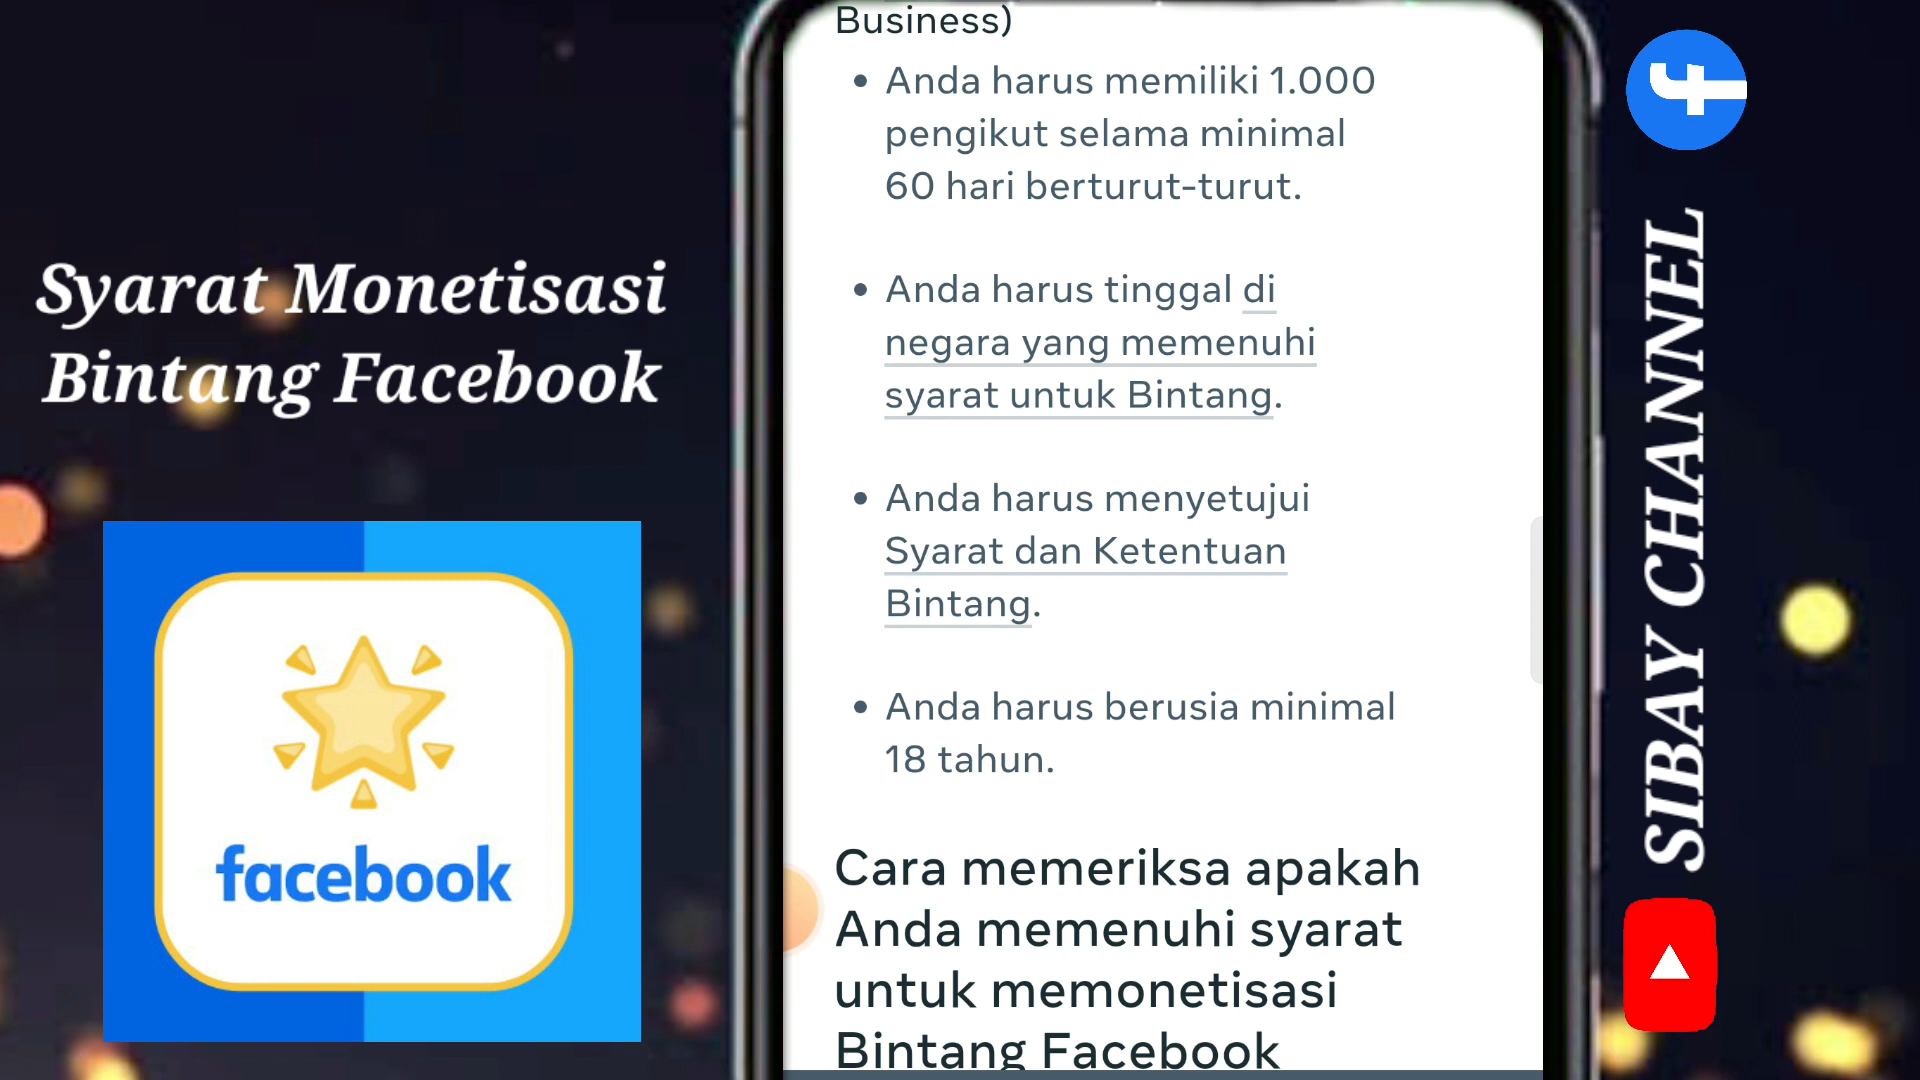 Syarat Monetisasi
Bintang Facebook
facebook
Business)
• Anda harus memiliki 1.000
pengikut selama minimal
60 hari berturut-turut.
• Anda harus tinggal di
negara yang memenuhi
syarat untuk Bintang.
• Anda harus menyetujui
Syarat dan Ketentuan
Bintang.
• Anda harus berusia minimal
18 tahun.
Cara memeriksa apakah
Anda memenuhi syarat
untuk memonetisasi
Bintang Facebook
SIBAY CHANNEL